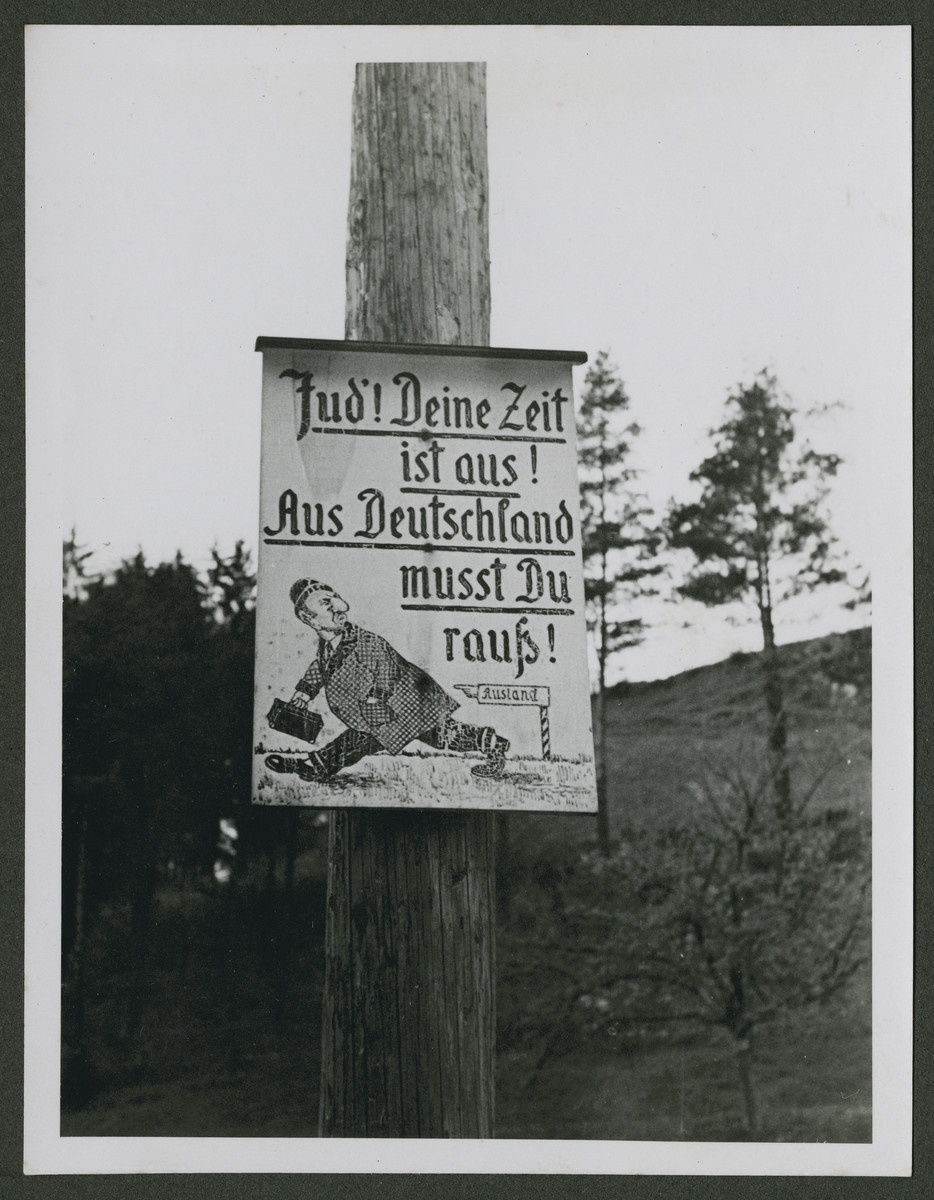 Jud'! Deine Zeit
ist aus!
Aus Deutschland
musst Du
rauß!
Ausland